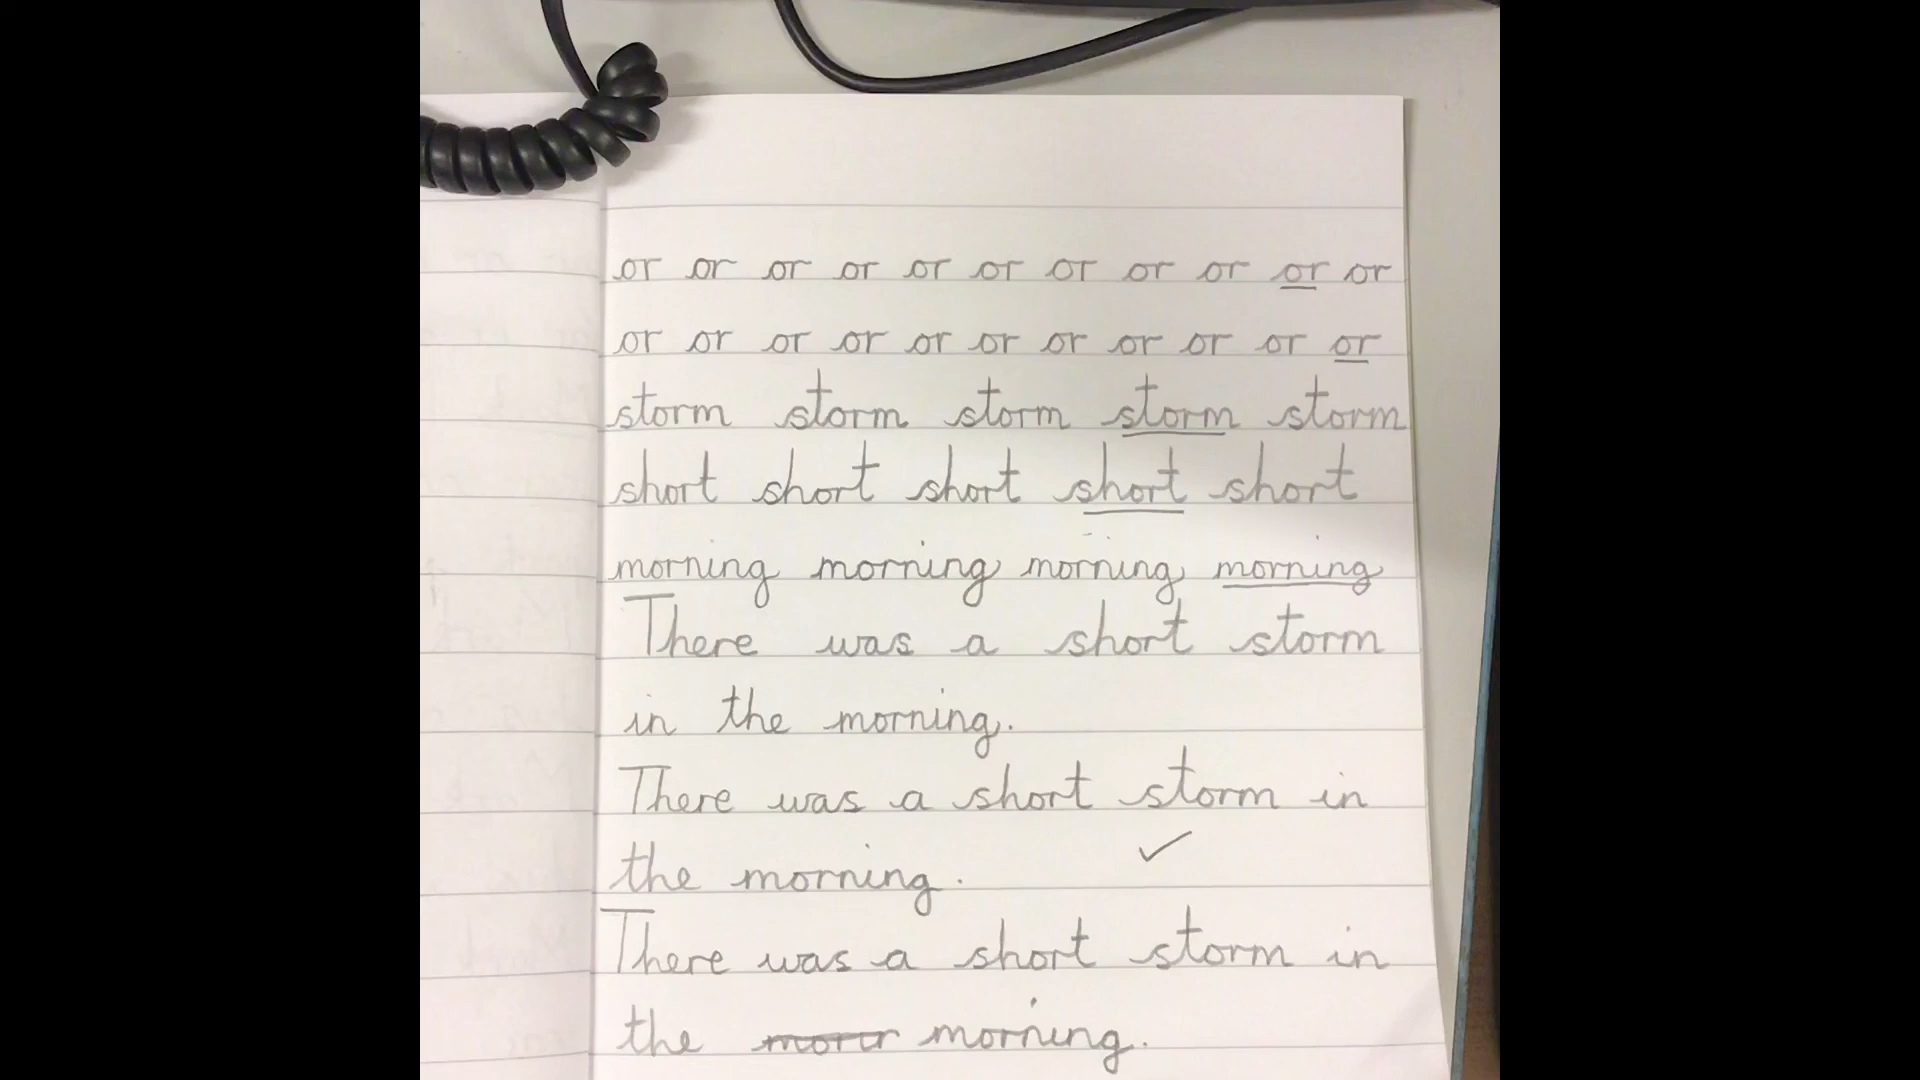 or or or or or or or or or or or
or or or or or or or or or or or
storm storm storm storm storm
short short short short short
morning morning morning morning
There was a short storm
in the morning.
There was a short storm in
the morning.
There was a short storm in
the morning.